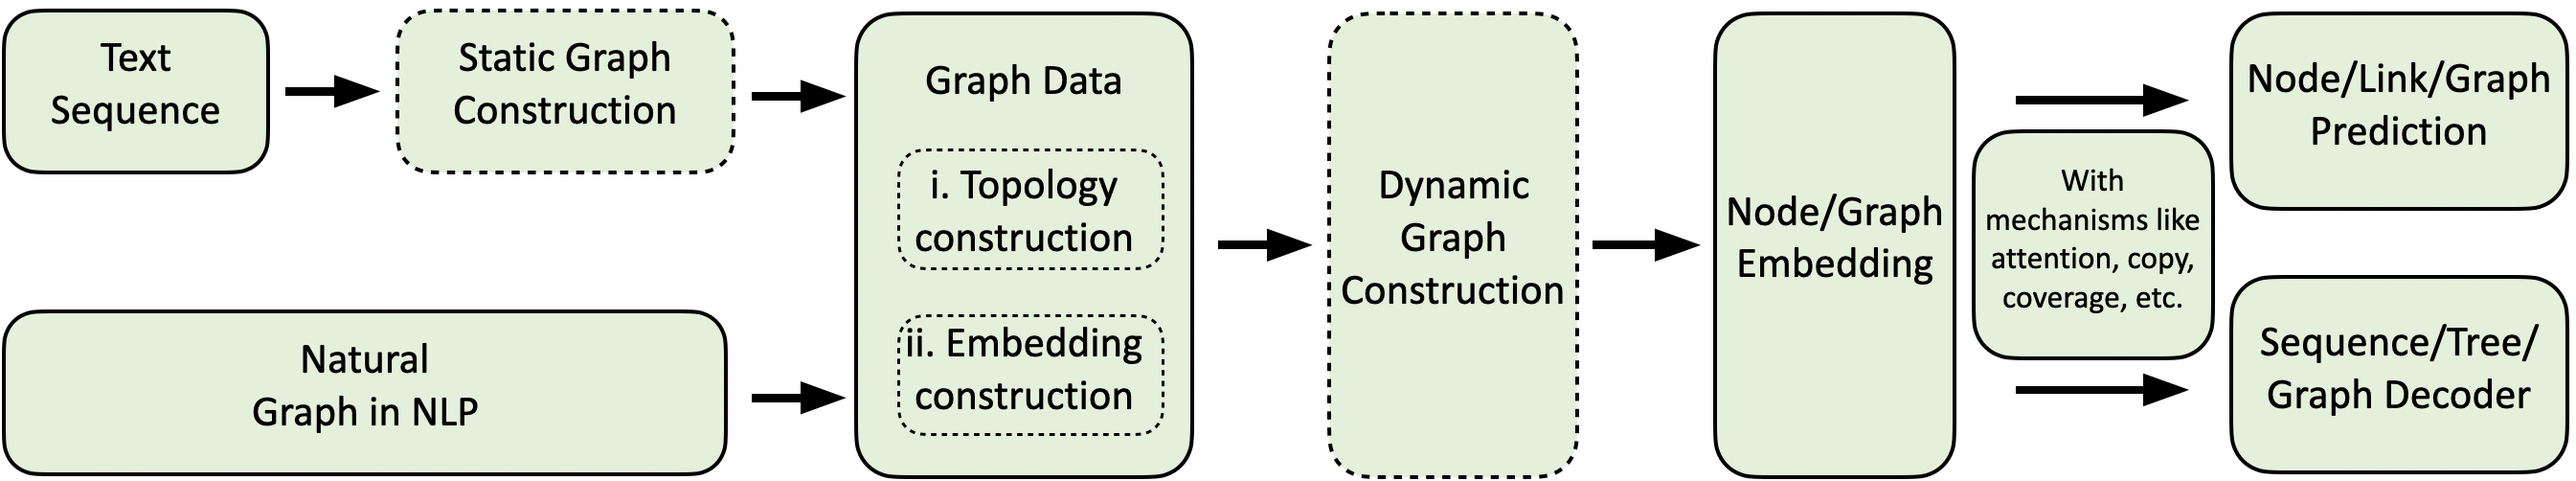 Text
Sequence
Static Graph
Construction
Natural
Graph in NLP
Graph Data
i. Topology
construction
ii. Embedding
construction
Dynamic
Graph
Construction
Node/Graph
Embedding
With
mechanisms like
attention, copy,
coverage, etc.
Node/Link/Graph
Prediction
Sequence/Tree/
Graph Decoder